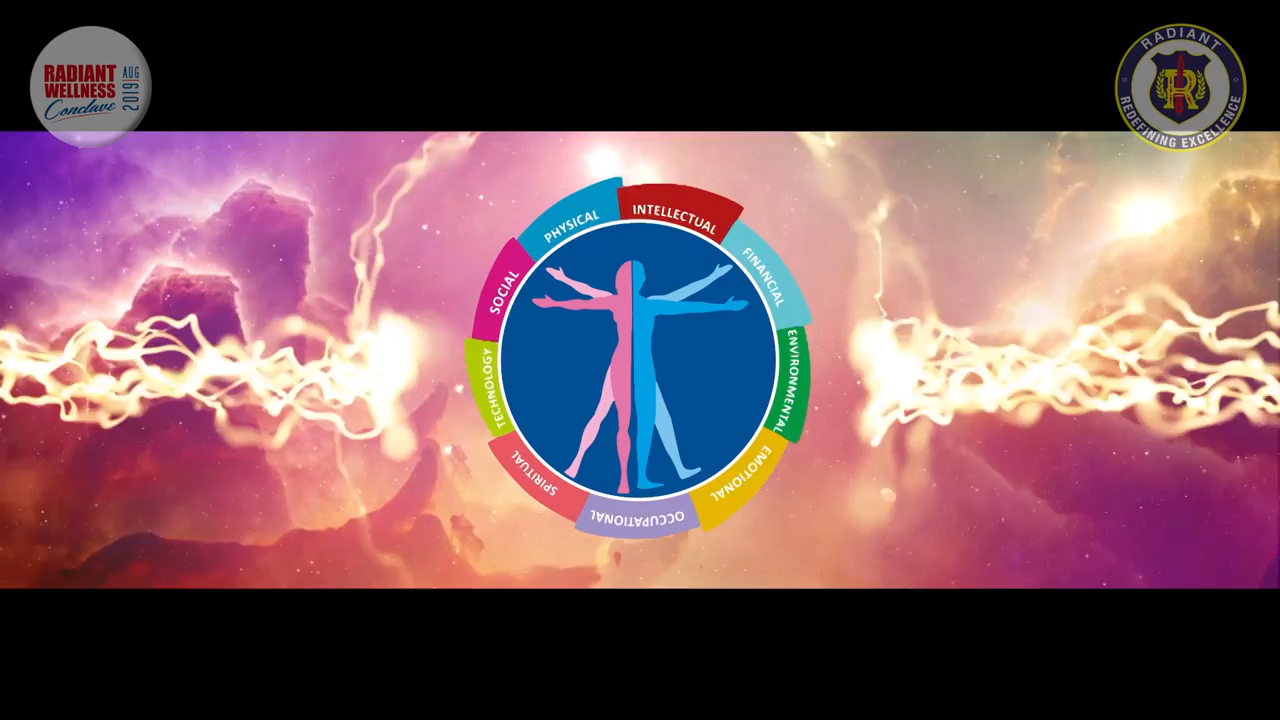 RADIANT
WELLNESS
Conclave
AUG
2019
RADIANT
R
REDEFINING EXCELLENCE
PHYSICAL
INTELLECTUAL
FINANCIAL
ENVIRONMENTAL
EMOTIONAL
OCCUPATIONAL
SPIRITUAL
TECHNOLOGY
SOCIAL